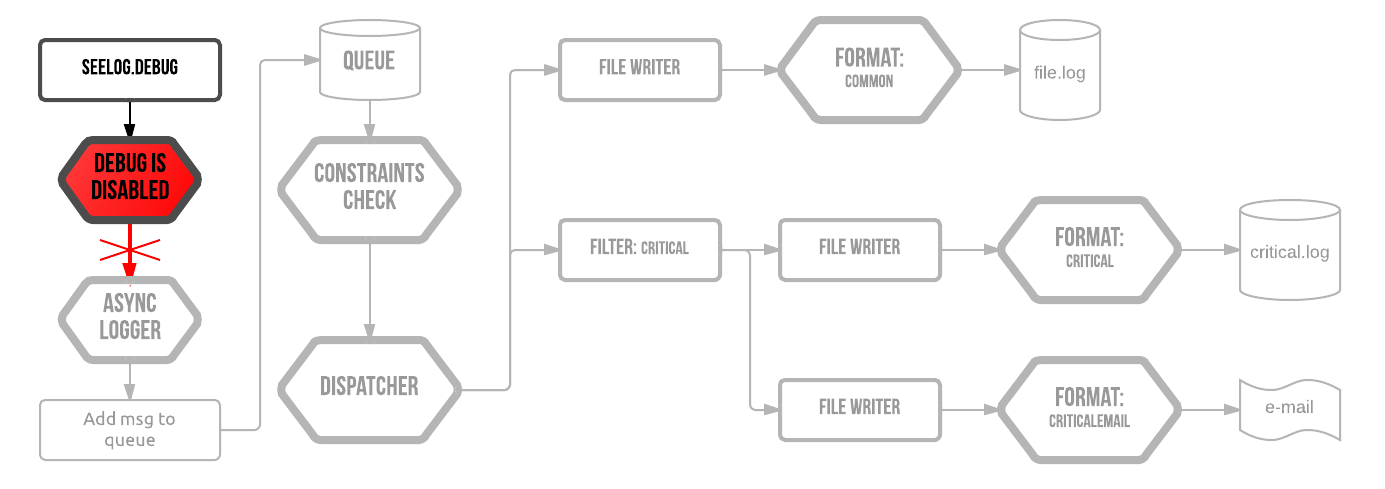 SEELOG.DEBUG
DEBUG IS
DISABLED
ASYNC
LOGGER
Add msg to
queue
QUEUE
CONSTRAINTS
CHECK
DISPATCHER
FILE WRITER
FORMAT:
COMMON
file.log
FILTER: CRITICAL
FILE WRITER
FORMAT:
CRITICAL
critical.log
FILE WRITER
FORMAT:
CRITICALEMAIL
e-mail